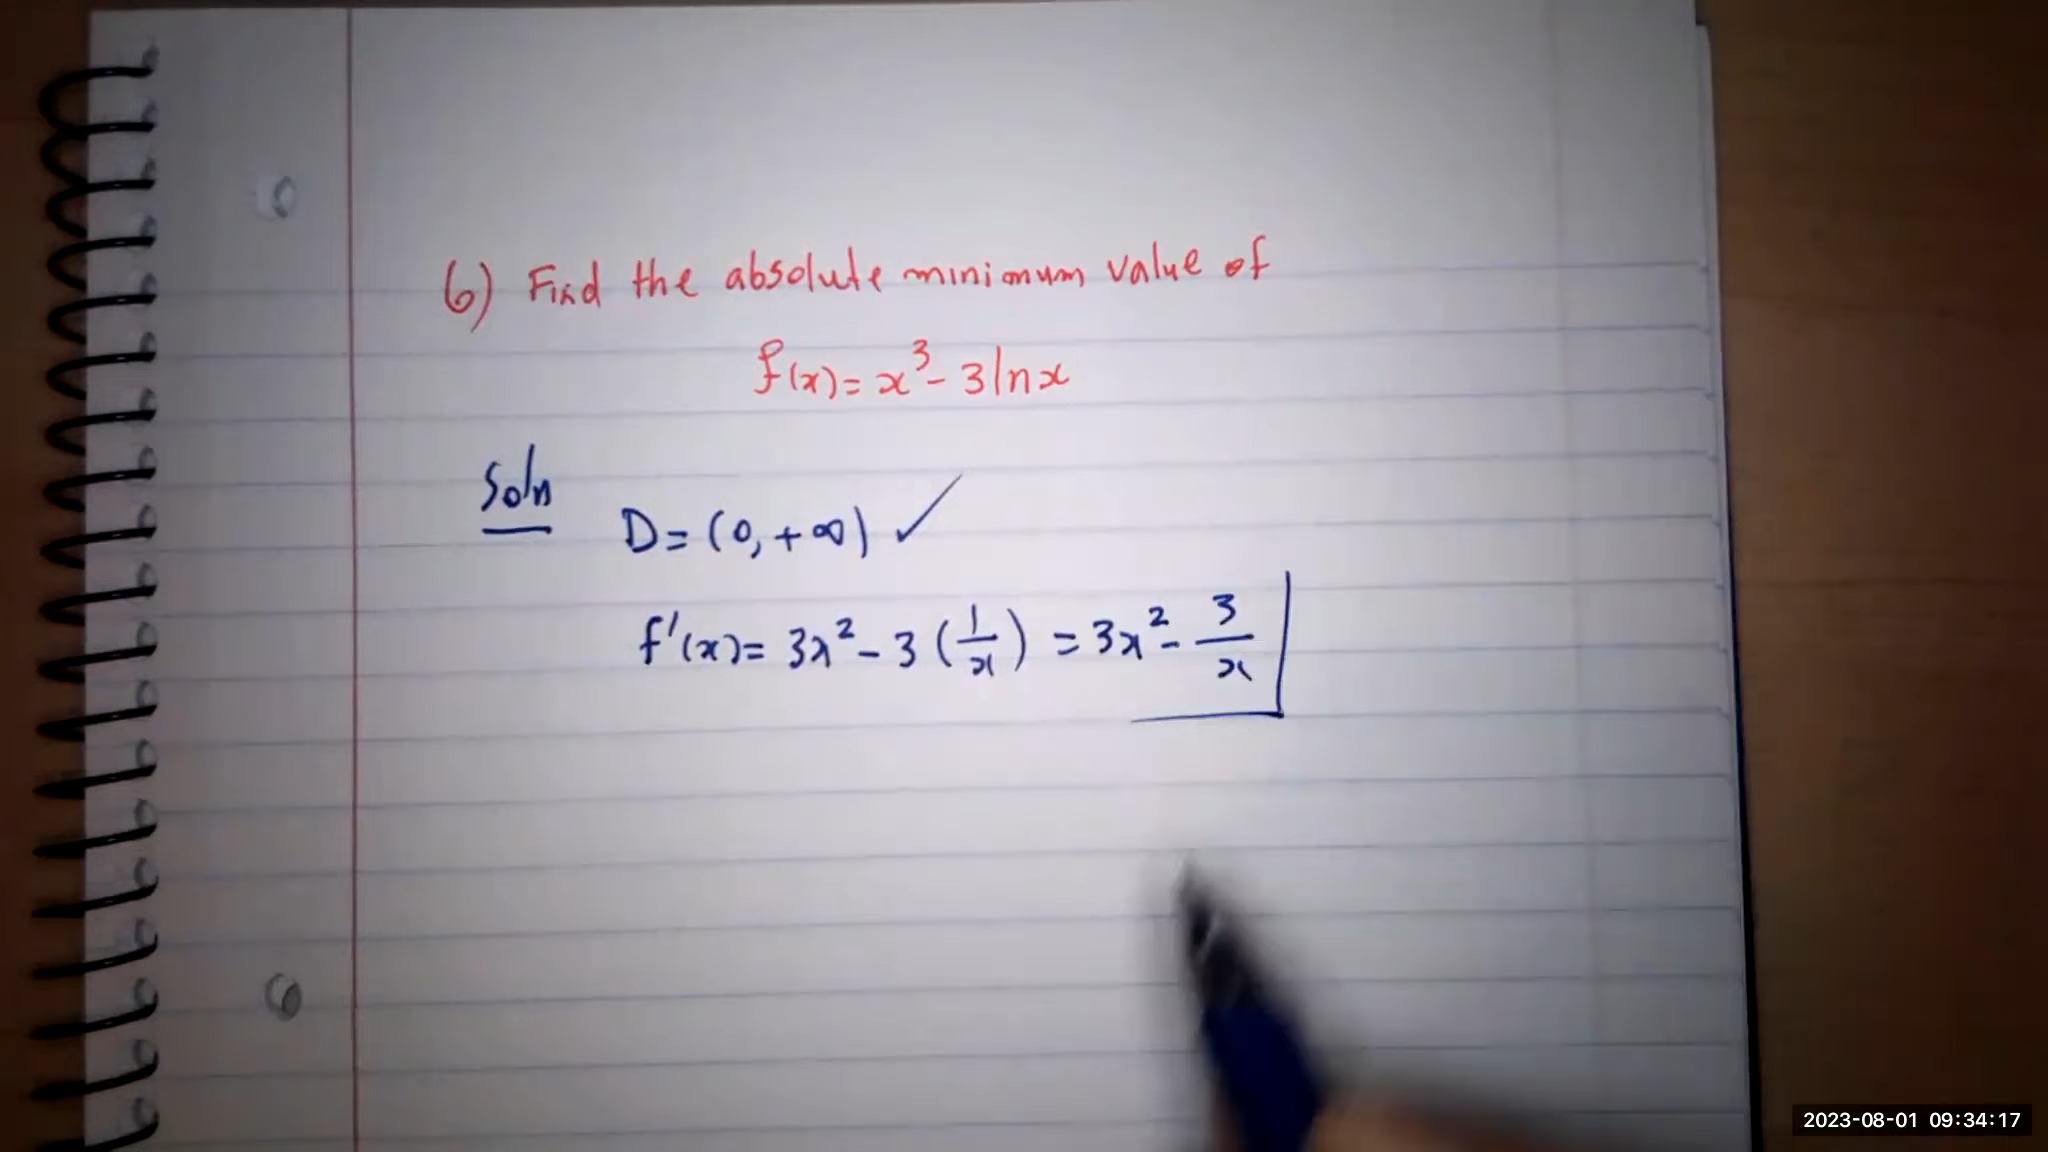 6) Find the absolute minimum value of
f(x) = x³ - 3lnx
Soln
D = (0, +∞) ✓
f'(x) = 3x² - 3 (1/x) = 3x² - 3/x
2023-08-01 09:34:17